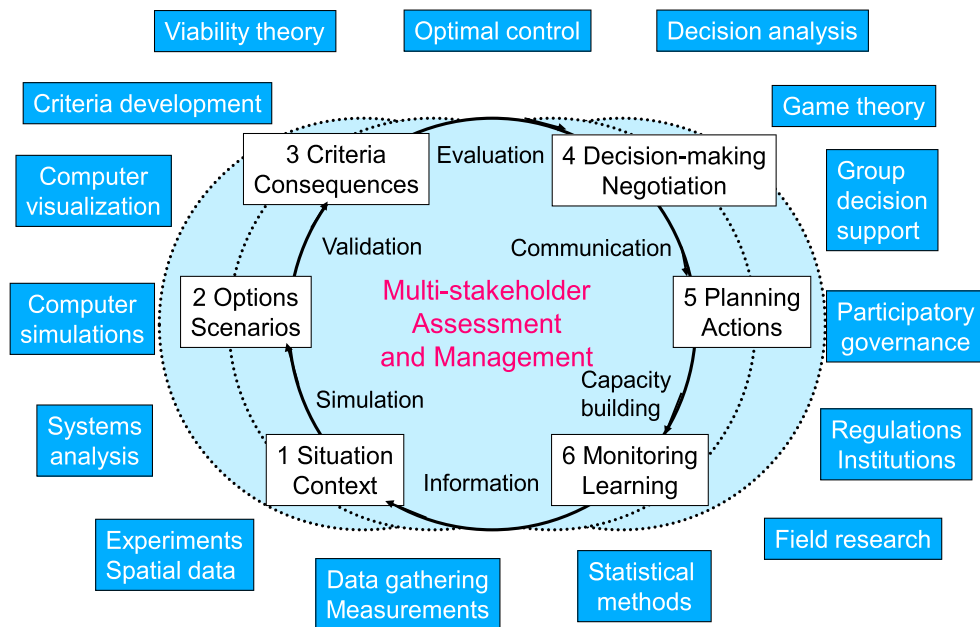 Viability theory
Optimal control
Decision analysis
Criteria development
Game theory
3 Criteria
Consequences
Evaluation
4 Decision-making
Negotiation
Computer
visualization
Group
decision
support
Validation
Communication
Computer
simulations
2 Options
Scenarios
Multi-stakeholder
Assessment
and Management
5 Planning
Actions
Participatory
governance
Simulation
Capacity
building
Systems
analysis
1 Situation
Context
Information
6 Monitoring
Learning
Regulations
Institutions
Experiments
Spatial data
Data gathering
Measurements
Statistical
methods
Field research